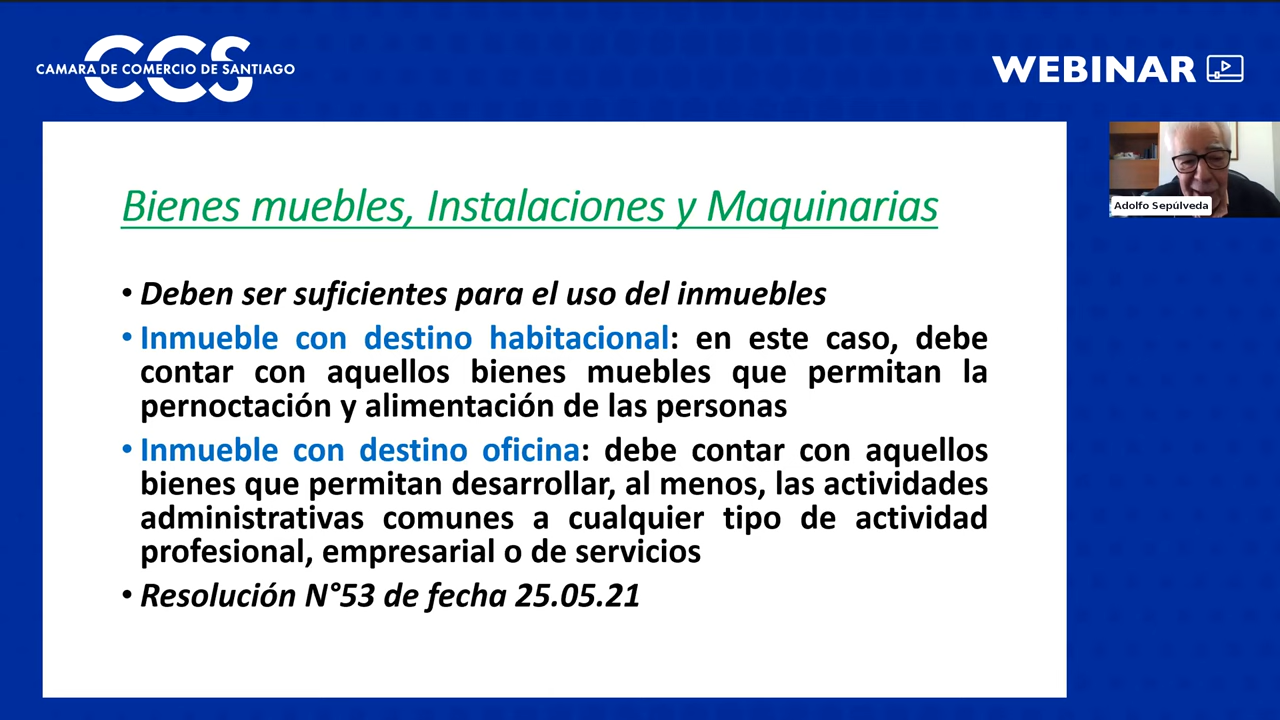 CCS
CAMARA DE COMERCIO DE SANTIAGO
WEBINAR
Adolfo Sepúlveda
Bienes muebles, Instalaciones y Maquinarias
• Deben ser suficientes para el uso del inmuebles
• Inmueble con destino habitacional: en este caso, debe
contar con aquellos bienes muebles que permitan la
pernoctación y alimentación de las personas
• Inmueble con destino oficina: debe contar con aquellos
bienes que permitan desarrollar, al menos, las actividades
administrativas comunes a cualquier tipo de actividad
profesional, empresarial o de servicios
• Resolución N°53 de fecha 25.05.21